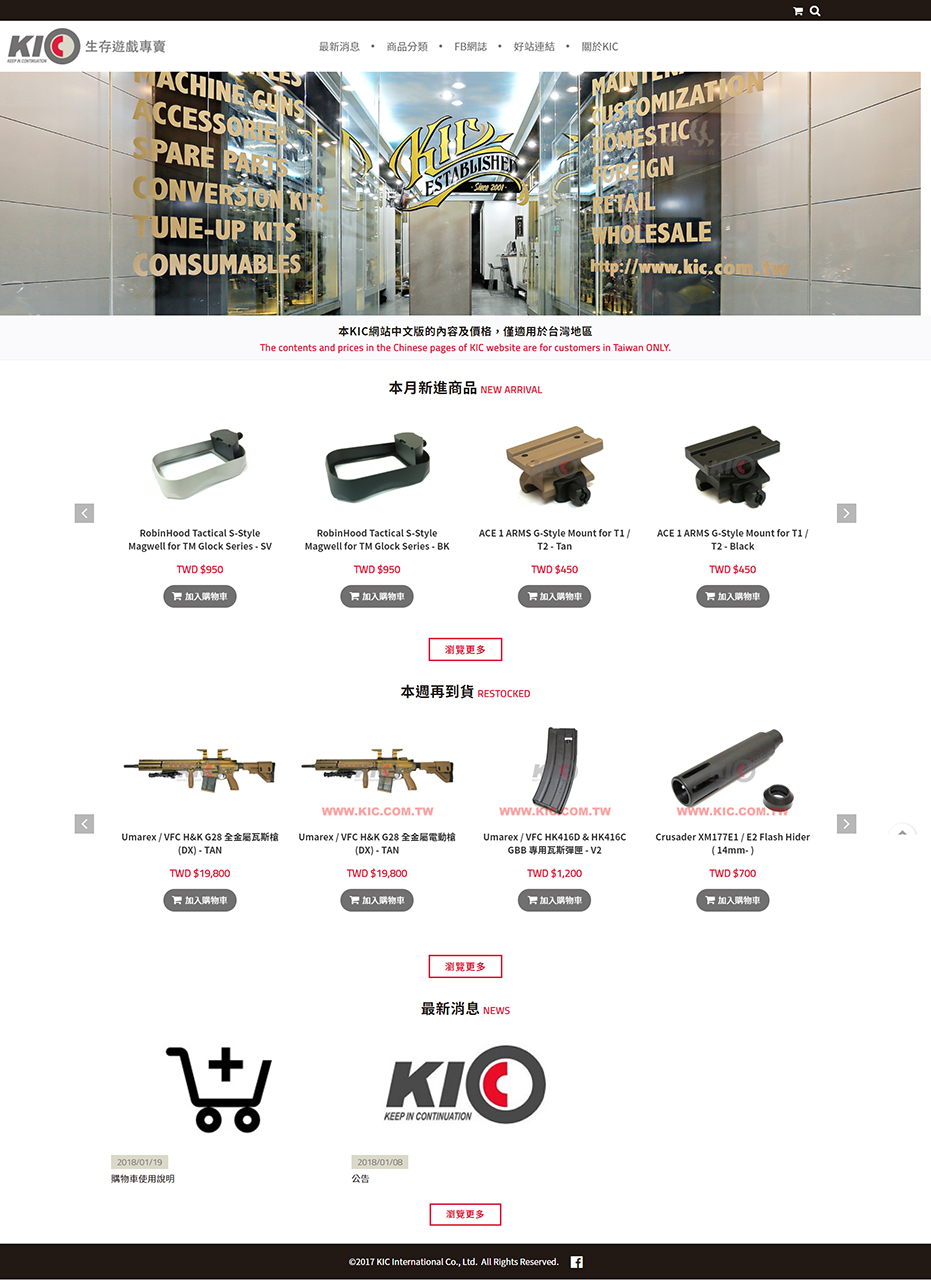 KIC 生存遊戲專賣
KEEP IN CONTINUATION
最新消息 • 商品分類 • FB網誌 • 好站連結 • 關於KIC
MACHINE GUNS
ACCESSORIES
SPARE PARTS
CONVERSION KITS
TUNE-UP KITS
CONSUMABLES
KIC
ESTABLISHED
Since 2001
CUSTOMIZATION
DOMESTIC
FOREIGN
RETAIL
WHOLESALE
http://www.kic.com.tw
本KIC網站中文版的內容及價格，僅適用於台灣地區
The contents and prices in the Chinese pages of KIC website are for customers in Taiwan ONLY.
本月新進商品 NEW ARRIVAL
RobinHood Tactical S-Style
Magwell for TM Glock Series - SV
TWD $950
加入購物車
RobinHood Tactical S-Style
Magwell for TM Glock Series - BK
TWD $950
加入購物車
ACE 1 ARMS G-Style Mount for T1 /
T2 - Tan
TWD $450
加入購物車
ACE 1 ARMS G-Style Mount for T1 /
T2 - Black
TWD $450
加入購物車
瀏覽更多
本週再到貨 RESTOCKED
Umarex / VFC H&K G28 全金屬瓦斯槍
(DX) - TAN
TWD $19,800
加入購物車
WWW.KIC.COM.TW
Umarex / VFC H&K G28 全金屬電動槍
(DX) - TAN
TWD $19,800
加入購物車
WWW.KIC.COM.TW
Umarex / VFC HK416D & HK416C
GBB 專用瓦斯彈匣 - V2
TWD $1,200
加入購物車
WWW.KIC.COM.TW
Crusader XM177E1 / E2 Flash Hider
( 14mm- )
TWD $700
加入購物車
瀏覽更多
最新消息 NEWS
KIC
KEEP IN CONTINUATION
2018/01/19
購物車使用說明
2018/01/08
公告
瀏覽更多
©2017 KIC International Co., Ltd. All Rights Reserved.